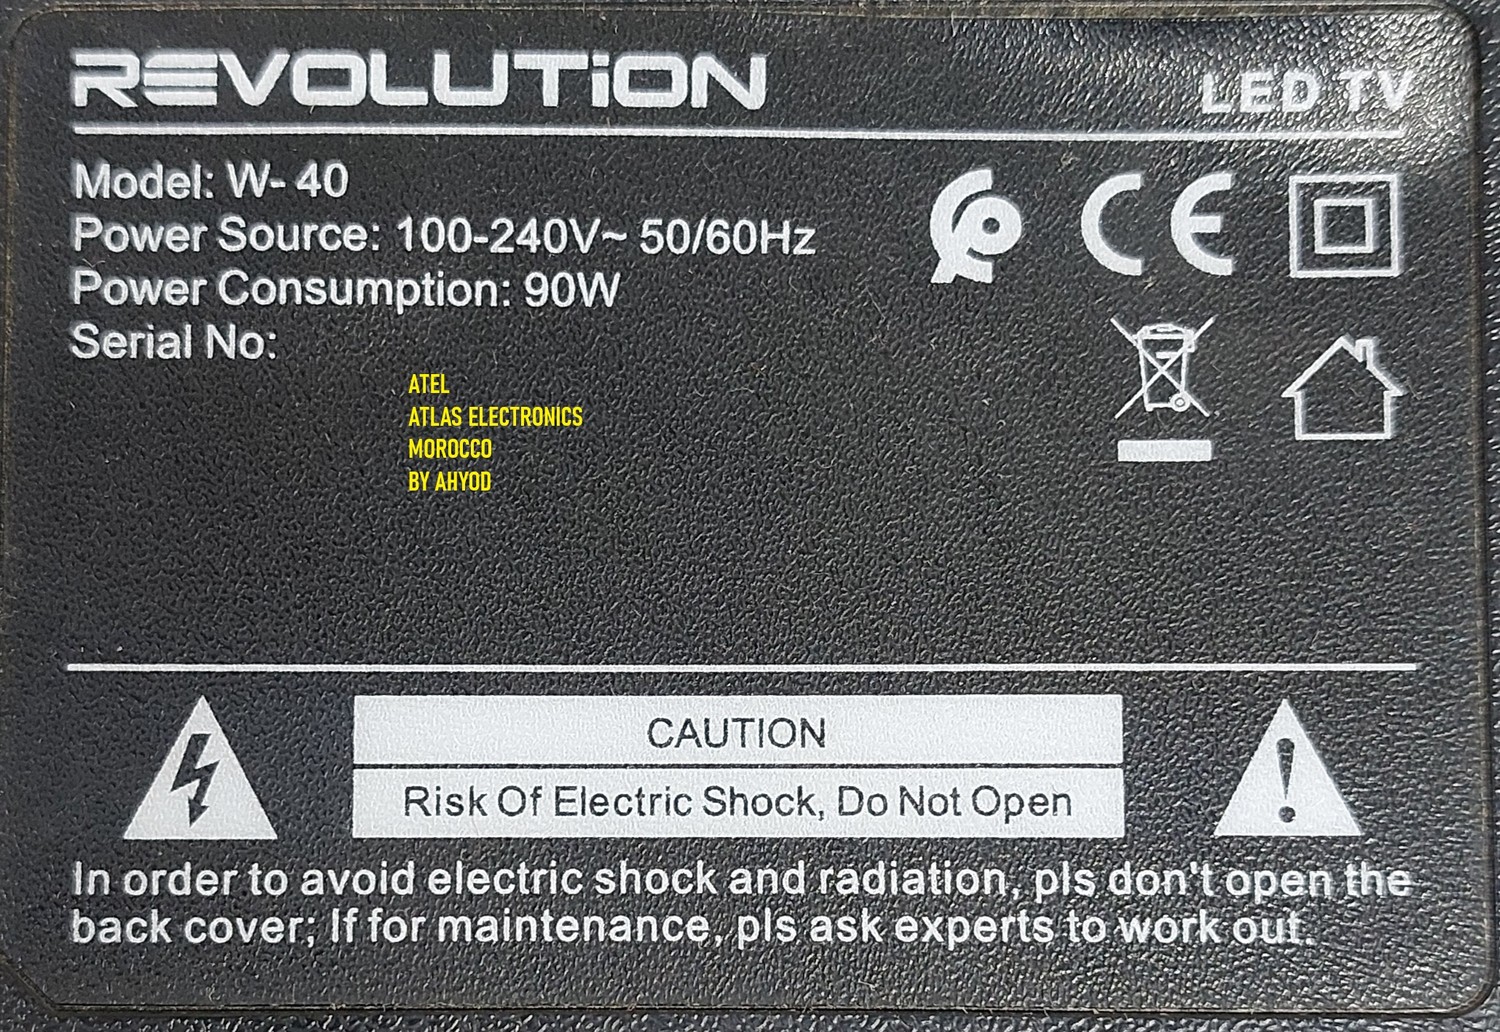 REVOLUTiON
LED TV
Model: W- 40
Power Source: 100-240V~ 50/60Hz
Power Consumption: 90W
Serial No:
CE
ATEL
ATLAS ELECTRONICS
MOROCCO
BY AHYOD
CAUTION
Risk Of Electric Shock, Do Not Open
In order to avoid electric shock and radiation, pls don't open the
back cover; If for maintenance, pls ask experts to work out.